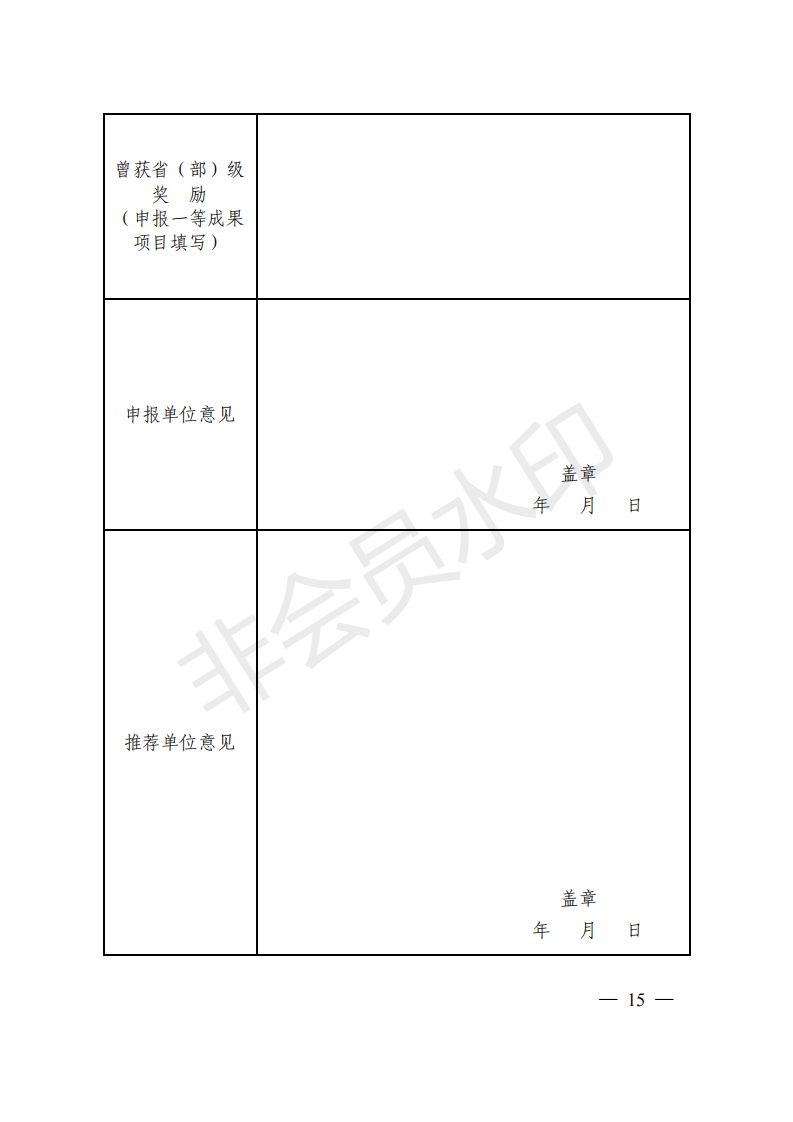 曾获省（部）级
奖 励
（申报一等成果
项目填写）
申报单位意见
盖章
年 月 日
推荐单位意见
盖章
年 月 日
非会员水印
— 15 —